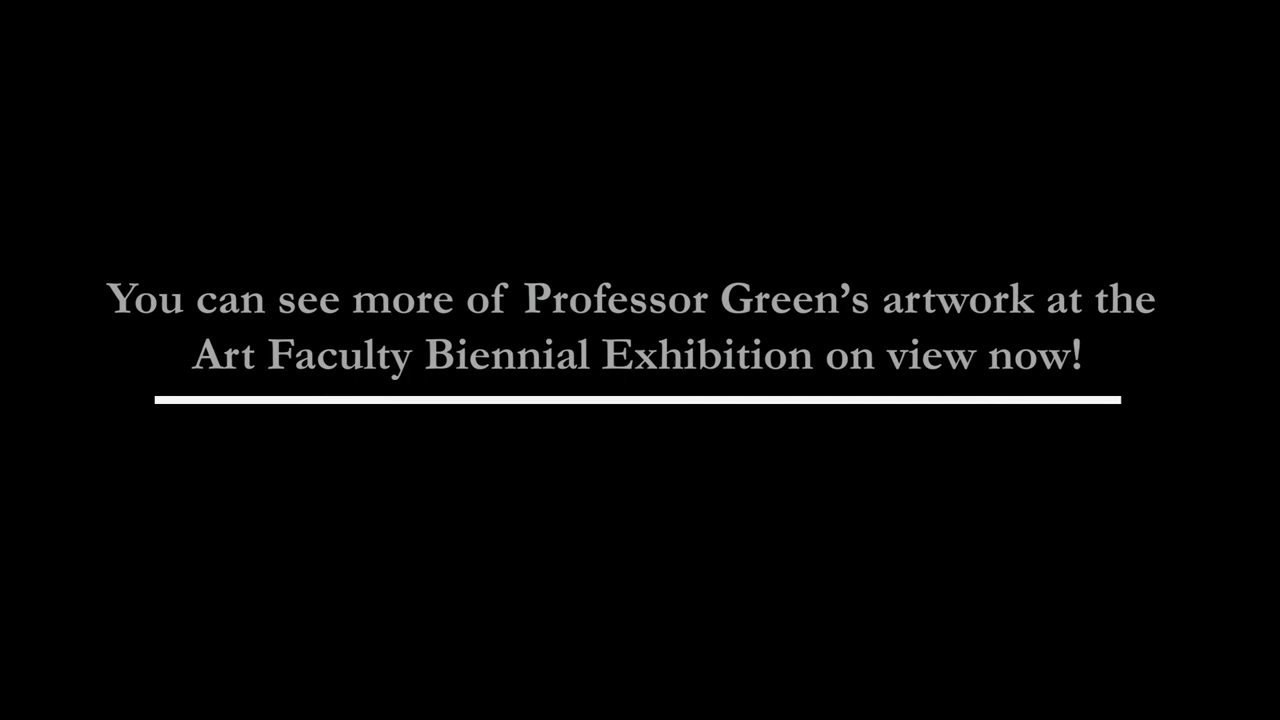 You can see more of Professor Green’s artwork at the
Art Faculty Biennial Exhibition on view now!